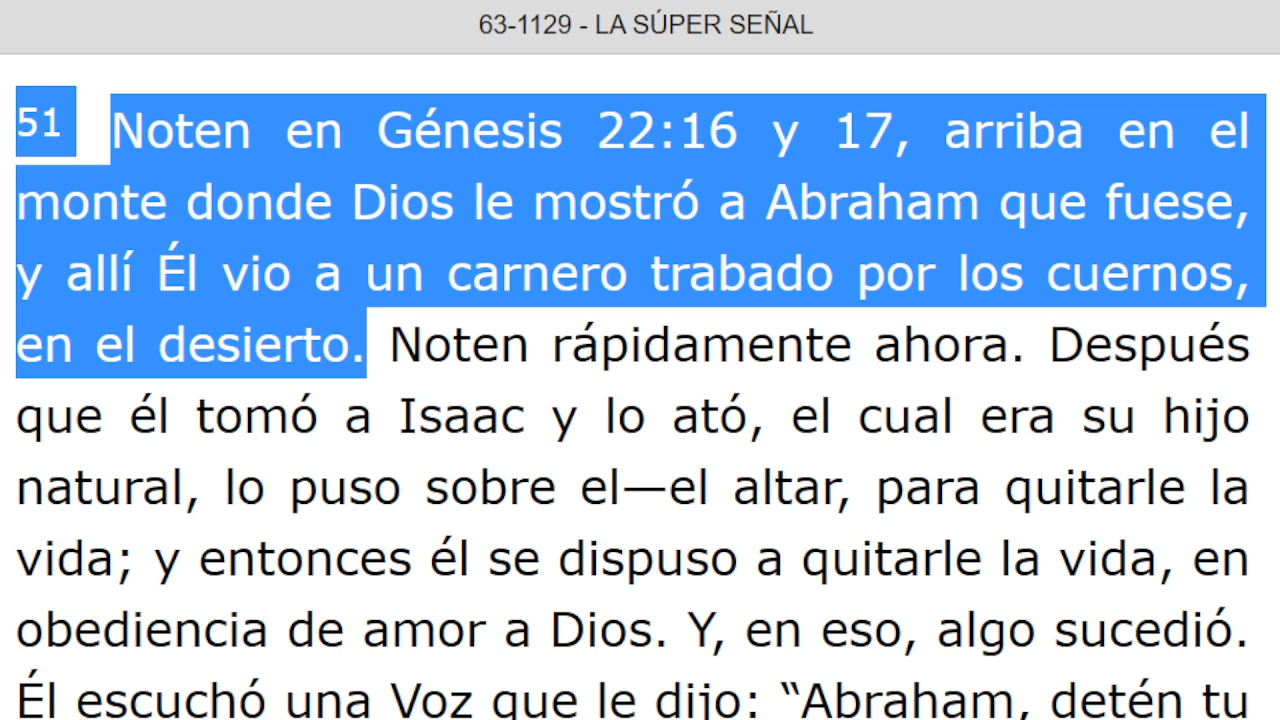 63-1129 - LA SÚPER SEÑAL
51 Noten en Génesis 22:16 y 17, arriba en el
monte donde Dios le mostró a Abraham que fuese,
y allí Él vio a un carnero trabado por los cuernos,
en el desierto. Noten rápidamente ahora. Después
que él tomó a Isaac y lo ató, el cual era su hijo
natural, lo puso sobre el—el altar, para quitarle la
vida; y entonces él se dispuso a quitarle la vida, en
obediencia de amor a Dios. Y, en eso, algo sucedió.
Él escuchó una Voz que le dijo: “Abraham, detén tu